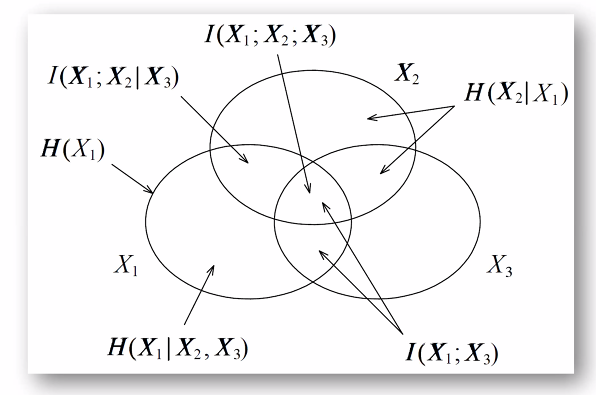 I(X₁; X₂; X₃)
I(X₁; X₂|X₃)
X₂
H(X₂|X₁)
H(X₁)
X₁
X₃
H(X₁|X₂, X₃)
I(X₁; X₃)